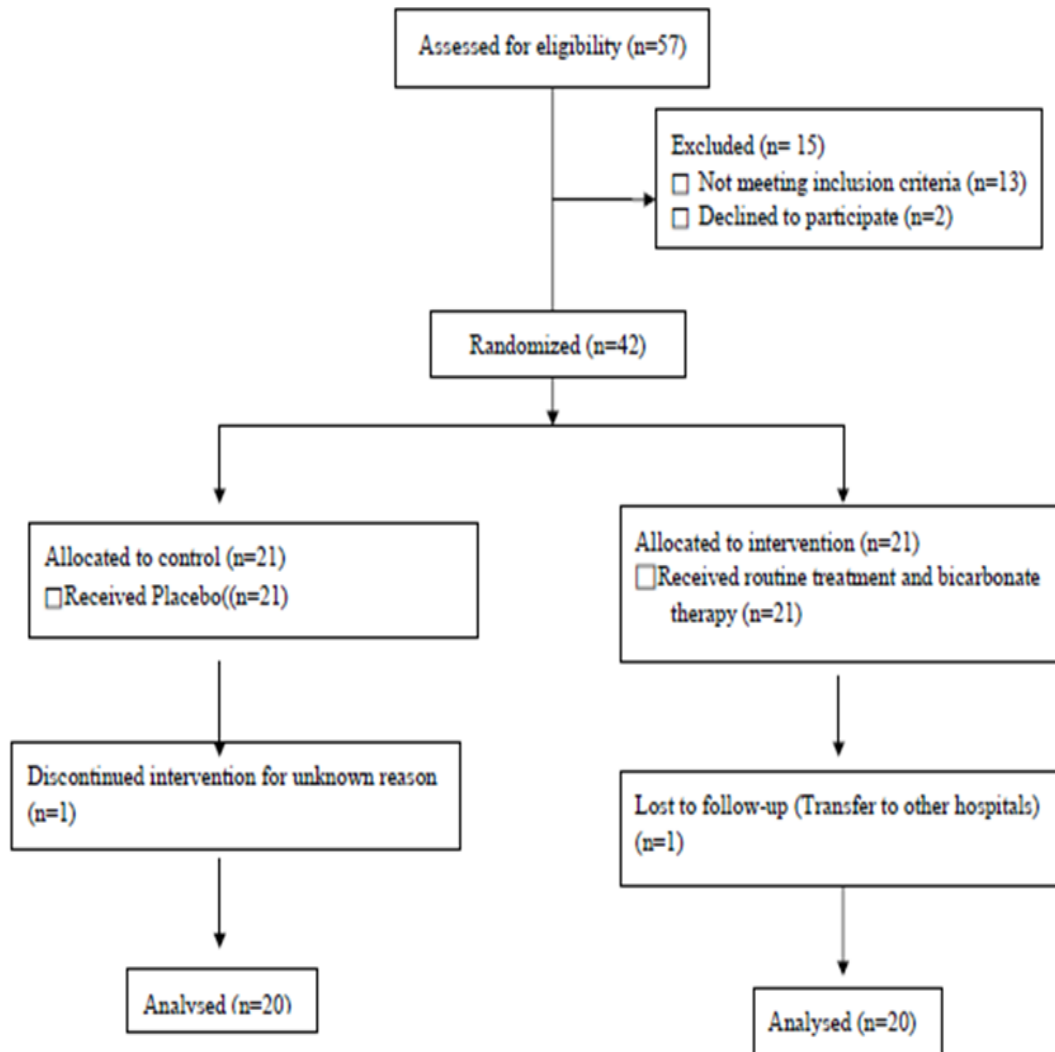 Assessed for eligibility (n=57)
Excluded (n= 15)
□ Not meeting inclusion criteria (n=13)
□ Declined to participate (n=2)
Randomized (n=42)
Allocated to control (n=21)
□Received Placebo((n=21)
Allocated to intervention (n=21)
□Received routine treatment and bicarbonate
therapy (n=21)
Discontinued intervention for unknown reason
(n=1)
Lost to follow-up (Transfer to other hospitals)
(n=1)
Analysed (n=20)
Analysed (n=20)